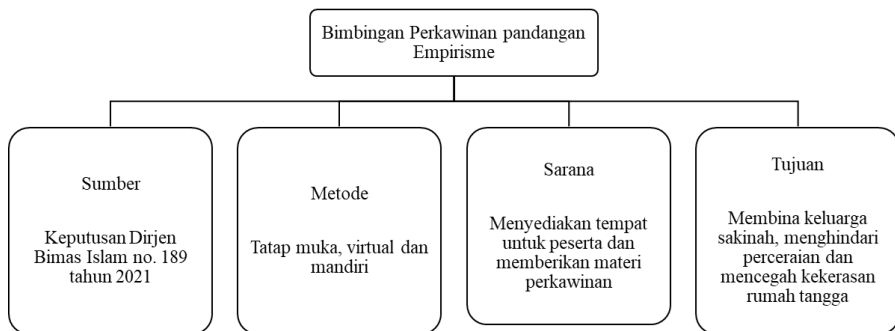 Bimbingan Perkawinan pandangan
Empirisme
Sumber
Keputusan Dirjen
Bimas Islam no. 189
tahun 2021
Metode
Tatap muka, virtual dan
mandiri
Sarana
Menyediakan tempat
untuk peserta dan
memberikan materi
perkawinan
Tujuan
Membina keluarga
sakinah, menghindari
perceraian dan
mencegah kekerasan
rumah tangga